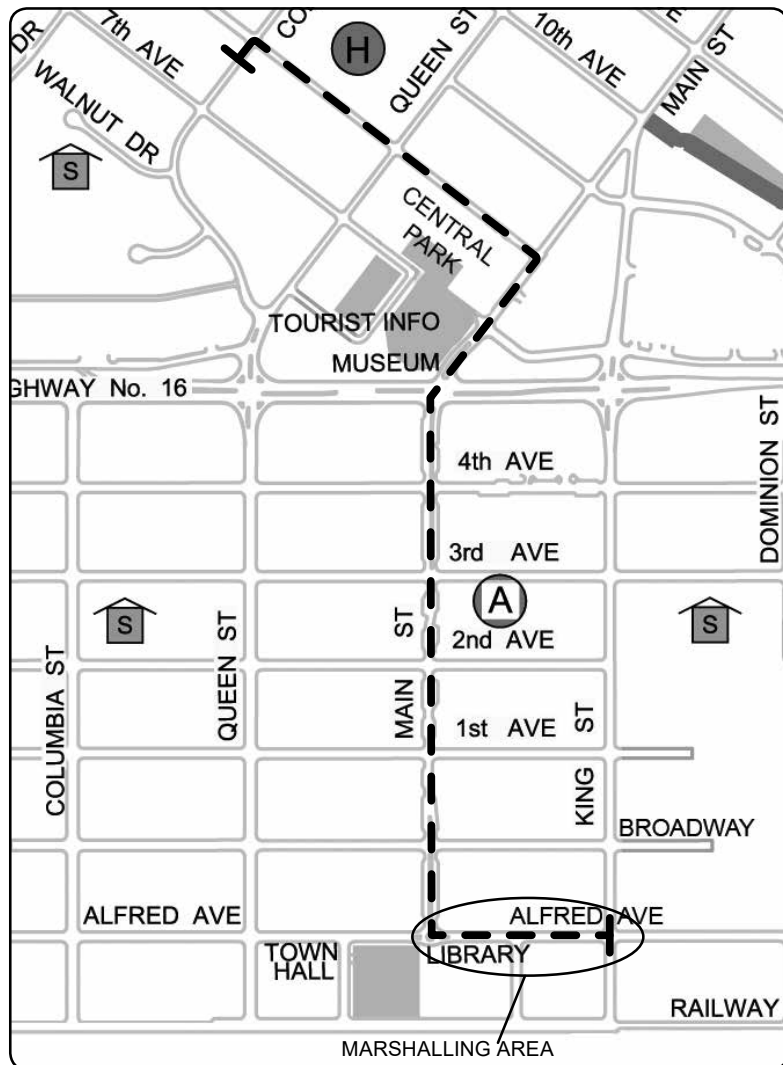 DR
7th AVE
CO
H
QUEEN ST
10th AVE
E
MAIN ST
WALNUT DR
S
CENTRAL
PARK
TOURIST INFO
MUSEUM
GHWAY No. 16
4th AVE
DOMINION ST
3rd AVE
A
S
S
2nd AVE
COLUMBIA ST
QUEEN ST
MAIN ST
1st AVE
KING ST
BROADWAY
ALFRED AVE
ALFRED AVE
TOWN
HALL
LIBRARY
RAILWAY
MARSHALLING AREA